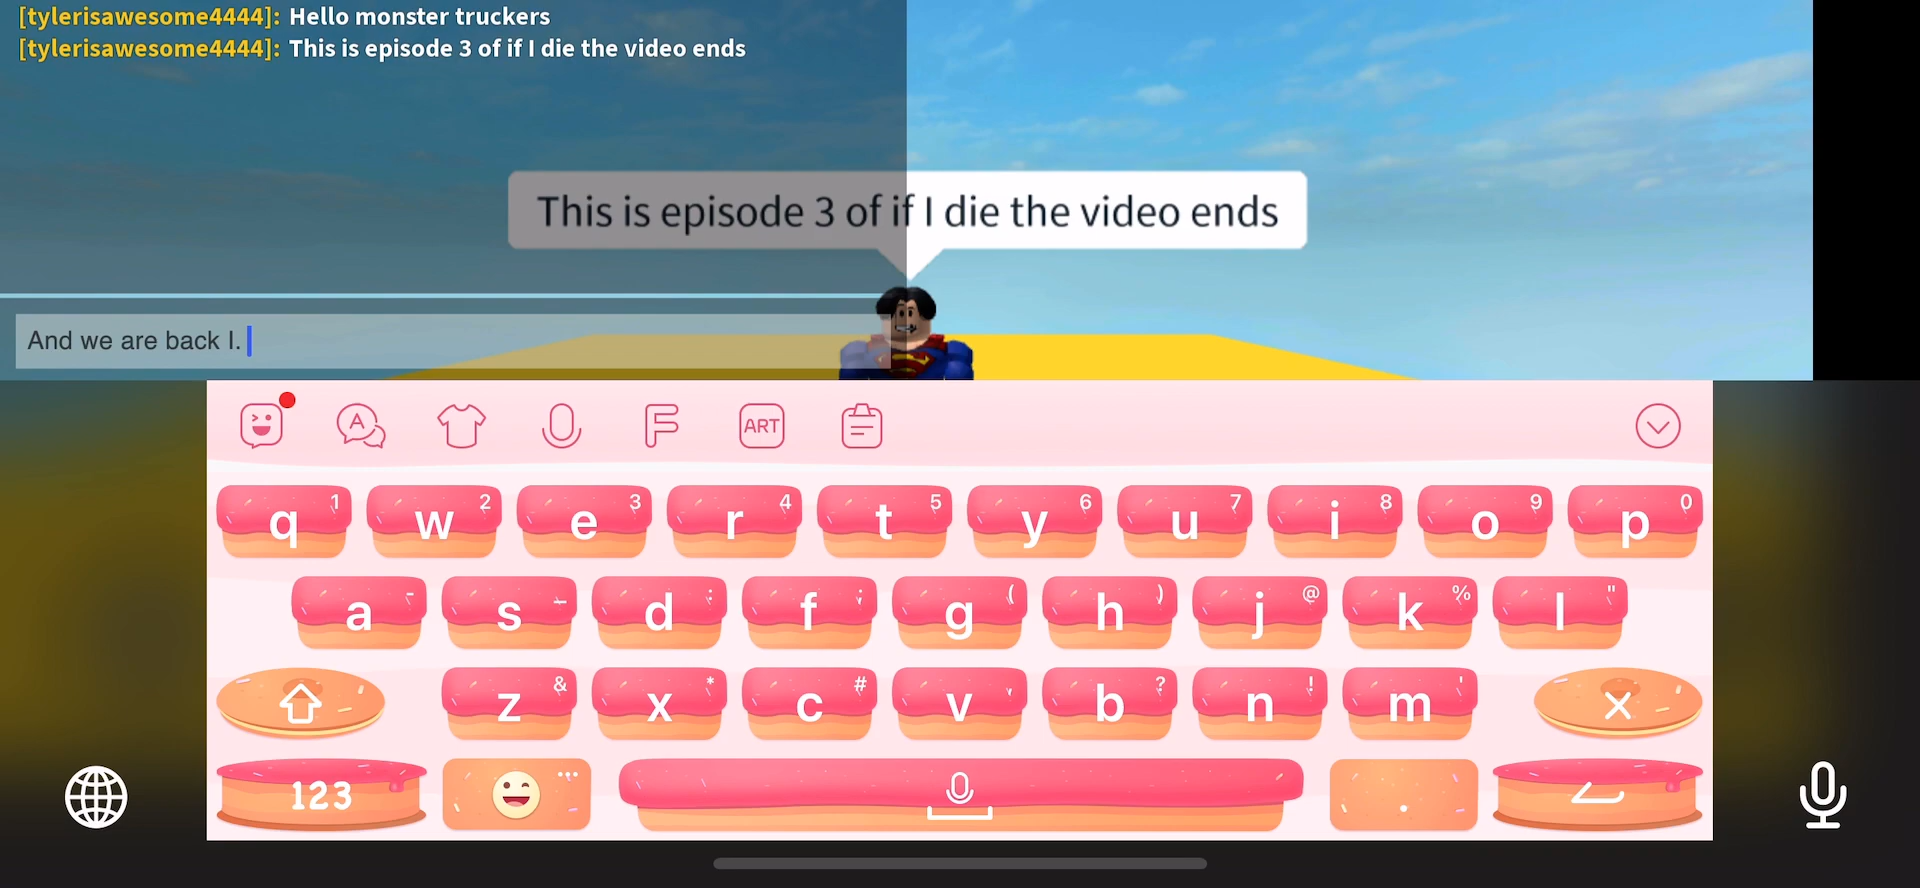 [tylerisawesome4444]: Hello monster truckers
[tylerisawesome4444]: This is episode 3 of if I die the video ends
This is episode 3 of if I die the video ends
And we are back I.
A F ART
q 1 w 2 e 3 r 4 t 5 y 6 u 7 i 8 o 9 p 0
a - s d : f ; g ( h ) j @ k % l "
z & x * c # v b ? n ! m '
123 .